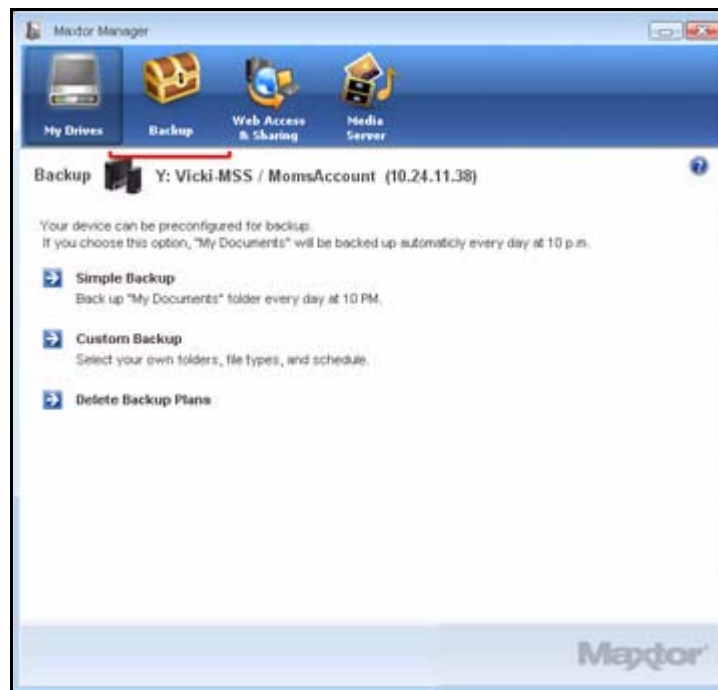 Maxtor Manager
My Drives
Backup
Web Access
& Sharing
Media
Server
Backup
Y: Vicki-MSS / MomsAccount (10.24.11.38)
?
Your device can be preconfigured for backup.
If you choose this option, "My Documents" will be backed up automaticly every day at 10 p.m.
Simple Backup
Back up "My Documents" folder every day at 10 PM.
Custom Backup
Select your own folders, file types, and schedule.
Delete Backup Plans
Maxtor